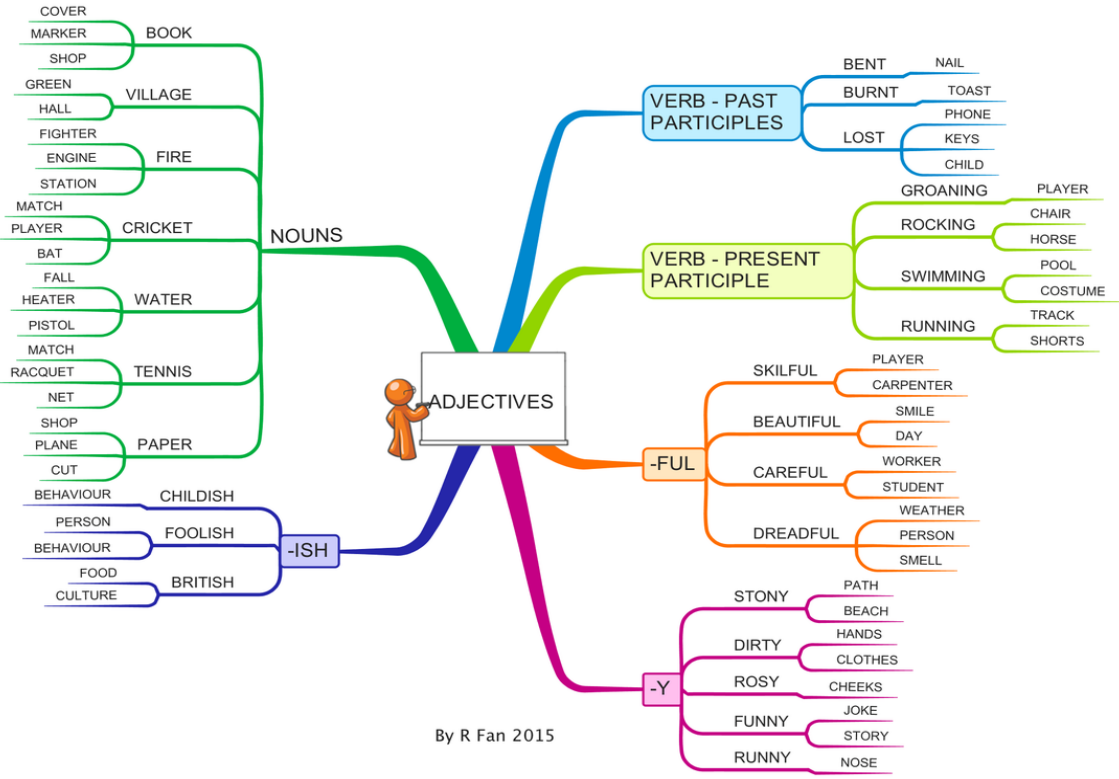 ADJECTIVES
NOUNS
BOOK
COVER
MARKER
SHOP
VILLAGE
GREEN
HALL
FIRE
FIGHTER
ENGINE
STATION
CRICKET
MATCH
PLAYER
BAT
WATER
FALL
HEATER
PISTOL
TENNIS
MATCH
RACQUET
NET
PAPER
SHOP
PLANE
CUT
-ISH
CHILDISH
BEHAVIOUR
FOOLISH
PERSON
BEHAVIOUR
BRITISH
FOOD
CULTURE
VERB - PAST
PARTICIPLES
BENT
NAIL
BURNT
TOAST
LOST
PHONE
KEYS
CHILD
VERB - PRESENT
PARTICIPLE
GROANING
PLAYER
ROCKING
CHAIR
HORSE
SWIMMING
POOL
COSTUME
RUNNING
TRACK
SHORTS
-FUL
SKILFUL
PLAYER
CARPENTER
BEAUTIFUL
SMILE
DAY
CAREFUL
WORKER
STUDENT
DREADFUL
WEATHER
PERSON
SMELL
-Y
STONY
PATH
BEACH
DIRTY
HANDS
CLOTHES
ROSY
CHEEKS
FUNNY
JOKE
STORY
RUNNY
NOSE
By R Fan 2015